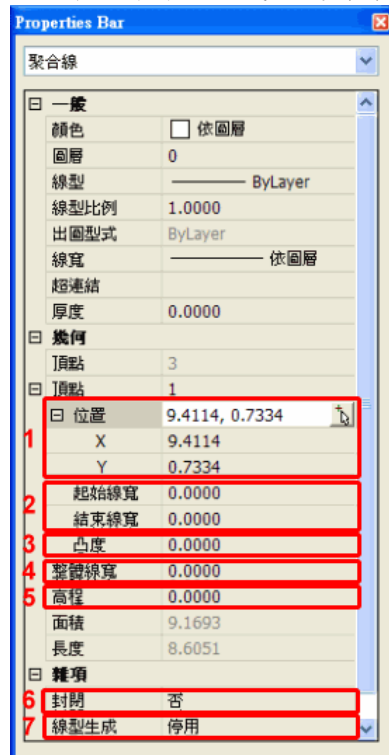 Properties Bar
聚合線
一般
顏色 依圖層
圖層 0
線型 ByLayer
線型比例 1.0000
出圖型式 ByLayer
線寬 依圖層
超連結
厚度 0.0000
幾何
頂點 3
頂點 1
1 位置 9.4114, 0.7334
X 9.4114
Y 0.7334
2 起始線寬 0.0000
結束線寬 0.0000
3 凸度 0.0000
4 整體線寬 0.0000
5 高程 0.0000
面積 9.1693
長度 8.6051
雜項
6 封閉 否
7 線型生成 停用